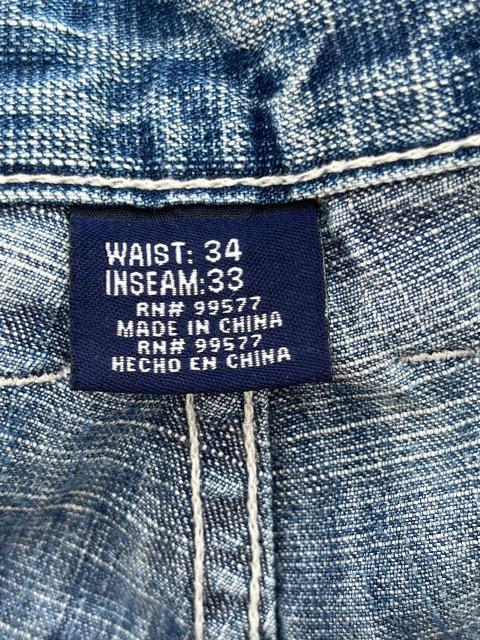 WAIST: 34
INSEAM:33
RN# 99577
MADE IN CHINA
RN# 99577
HECHO EN CHINA